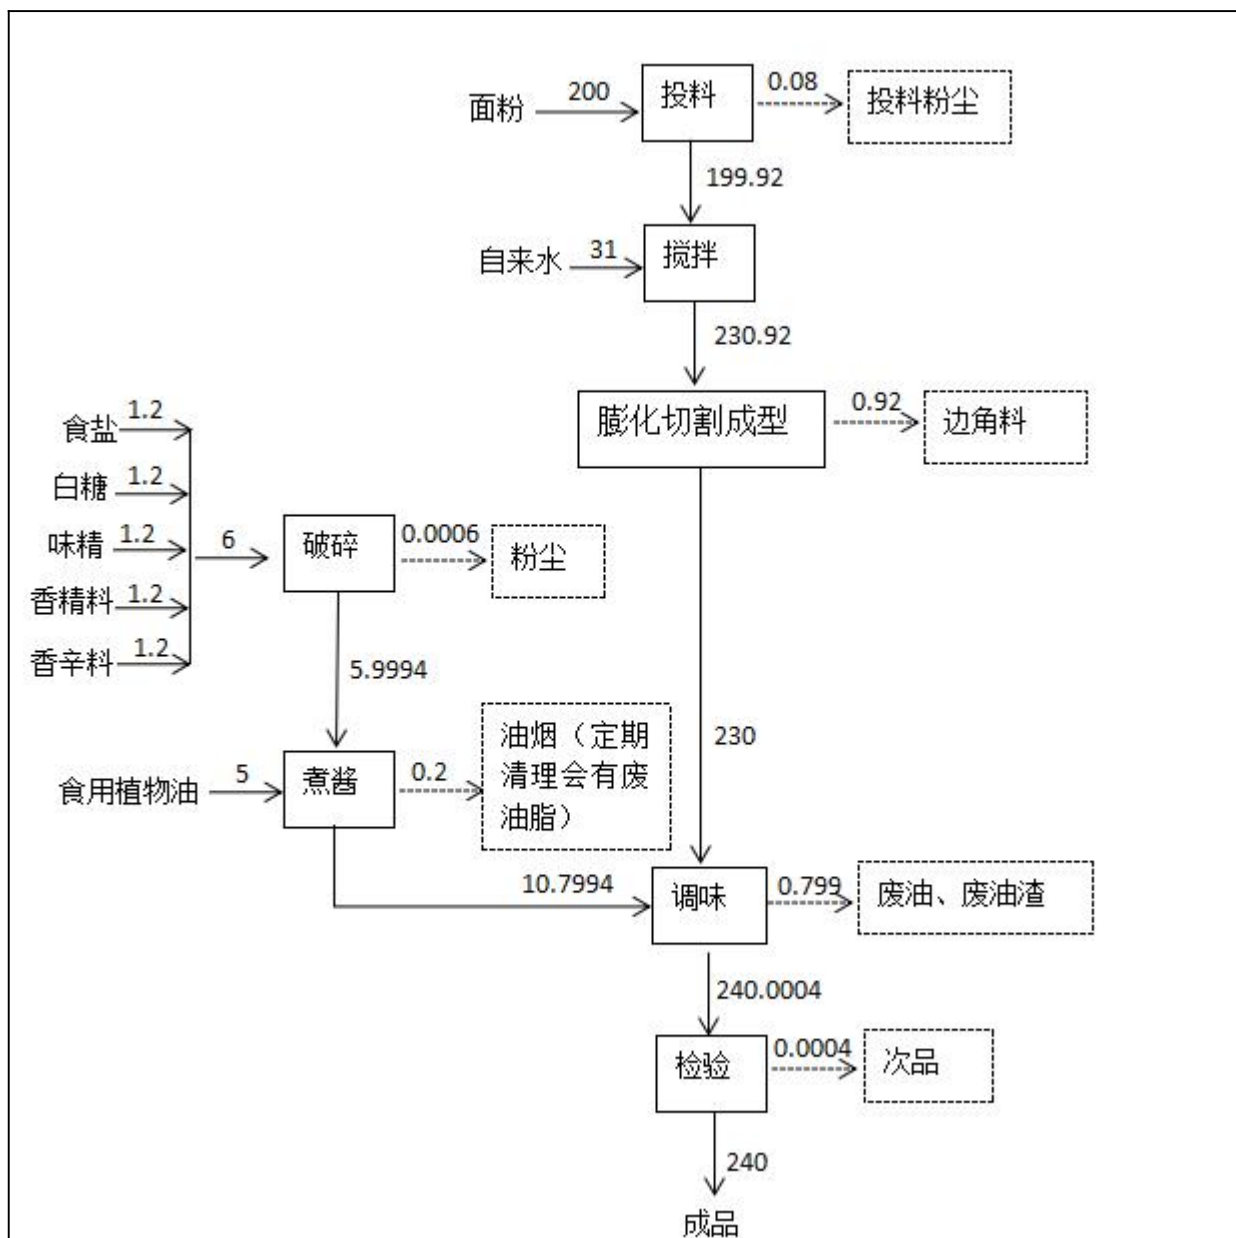 面粉
200
投料
0.08
投料粉尘
199.92
自来水
31
搅拌
230.92
膨化切割成型
0.92
边角料
食盐
1.2
白糖
1.2
味精
1.2
香精料
1.2
香辛料
1.2
6
破碎
0.0006
粉尘
5.9994
食用植物油
5
煮酱
0.2
油烟（定期
清理会有废
油脂）
230
10.7994
调味
0.799
废油、废油渣
240.0004
检验
0.0004
次品
240
成品